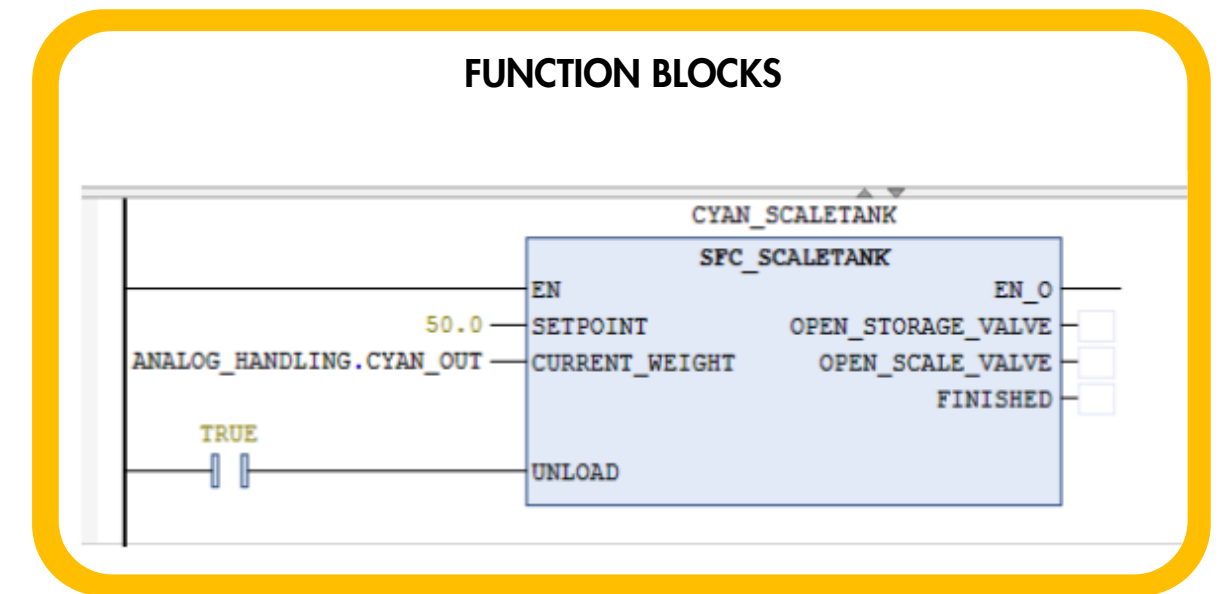 FUNCTION BLOCKS
CYAN_SCALETANK
SFC_SCALETANK
EN EN_O
50.0 SETPOINT OPEN_STORAGE_VALVE
ANALOG_HANDLING.CYAN_OUT CURRENT_WEIGHT OPEN_SCALE_VALVE
FINISHED
TRUE
UNLOAD